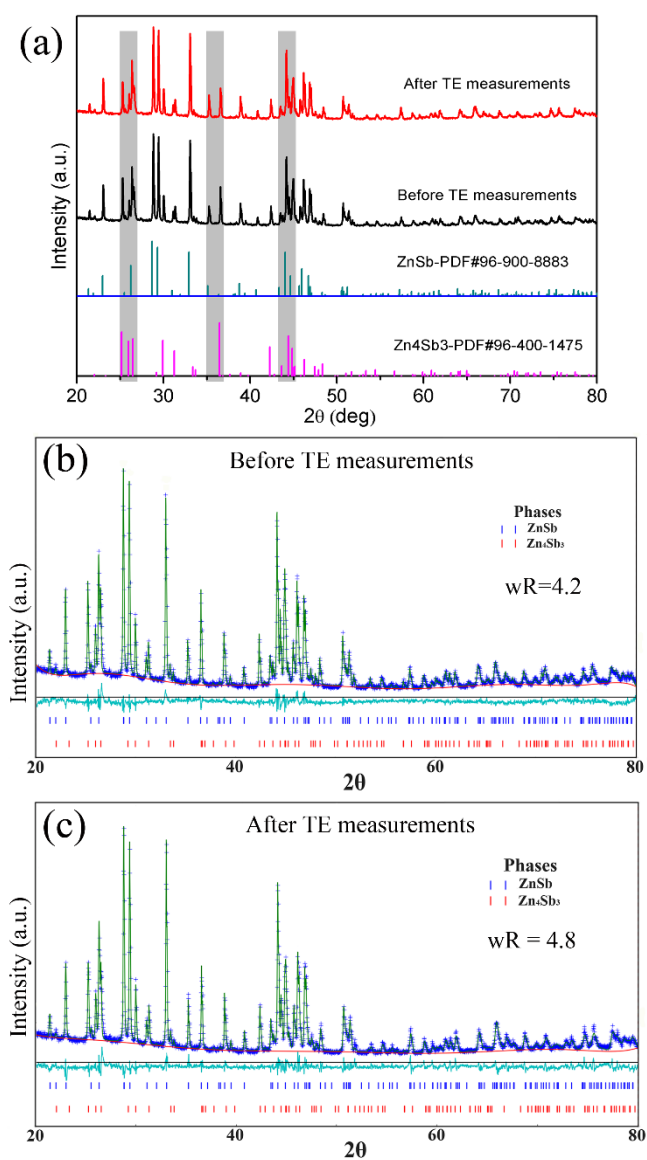 (a)
After TE measurements
Before TE measurements
ZnSb-PDF#96-900-8883
Zn4Sb3-PDF#96-400-1475
Intensity (a.u.)
20 30 40 50 60 70 80
2θ (deg)
(b)
Before TE measurements
Phases
ZnSb
Zn₄Sb₃
wR=4.2
Intensity (a.u.)
20 40 60 80
2θ
(c)
After TE measurements
Phases
ZnSb
Zn₄Sb₃
wR = 4.8
Intensity (a.u.)
20 40 60 80
2θ